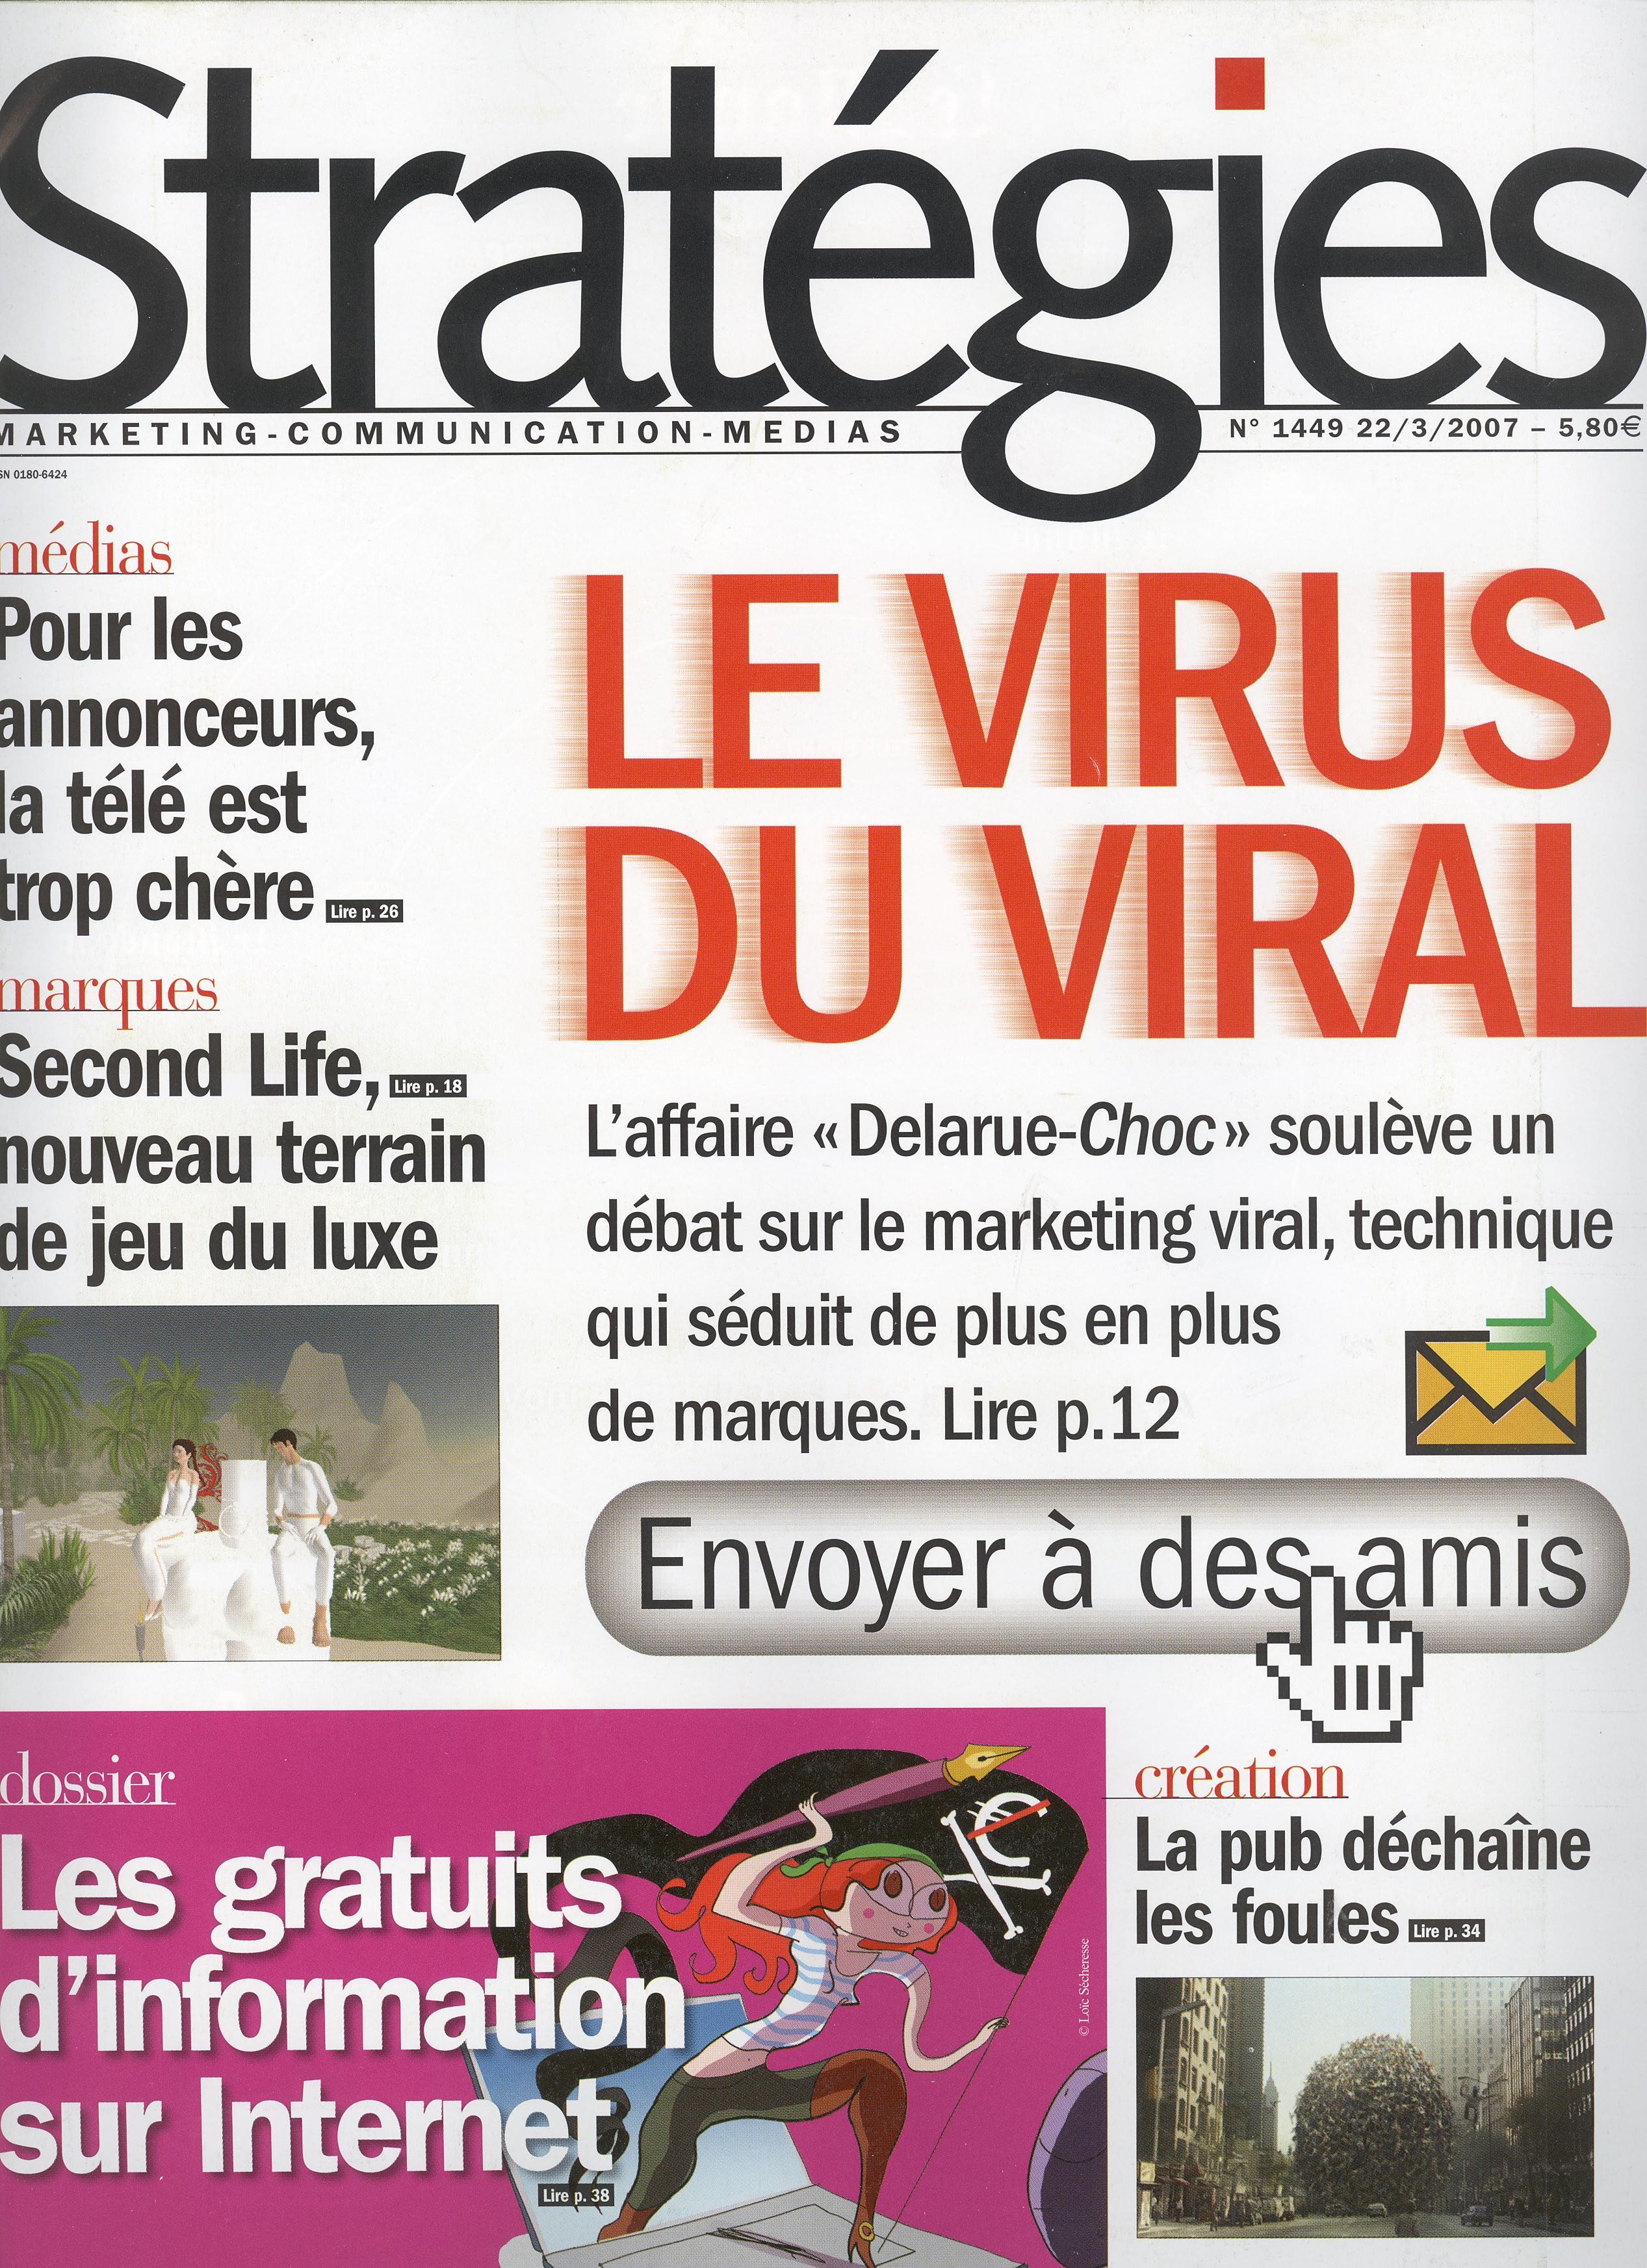 Stratégies
MARKETING-COMMUNICATION-MEDIAS
N° 1449 22/3/2007 – 5,80€
SN 0180-6424
médias
Pour les
annonceurs,
la télé est
trop chère Lire p. 26
marques
Second Life, Lire p. 18
nouveau terrain
de jeu du luxe
LE VIRUS
DU VIRAL
L'affaire « Delarue-Choc » soulève un
débat sur le marketing viral, technique
qui séduit de plus en plus
de marques. Lire p.12
Envoyer à des amis
dossier
Les gratuits
d'information
sur Internet
Lire p. 38
© Loïc Sécheresse
création
La pub déchaîne
les foules Lire p. 34